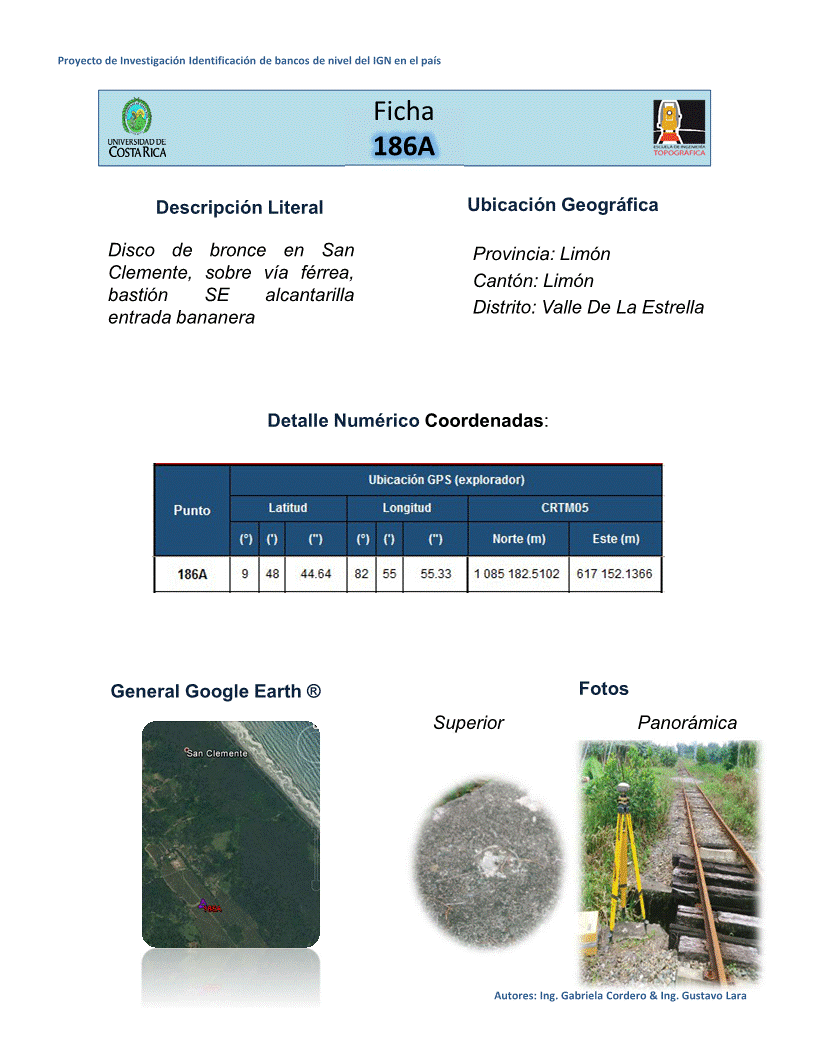 Proyecto de Investigación Identificación de bancos de nivel del IGN en el país
Ficha
186A
UNIVERSIDAD DE
COSTA RICA
ESCUELA DE INGENIERÍA
TOPOGRÁFICA
Descripción Literal
Disco de bronce en San
Clemente, sobre vía férrea,
bastión SE alcantarilla
entrada bananera
Ubicación Geográfica
Provincia: Limón
Cantón: Limón
Distrito: Valle De La Estrella
Detalle Numérico Coordenadas:
Punto
Ubicación GPS (explorador)
Latitud Longitud CRTM05
(°) (') (") (°) (') (") Norte (m) Este (m)
186A 9 48 44.64 82 55 55.33 1 085 182.5102 617 152.1366
General Google Earth ®
San Clemente
186A
Fotos
Superior Panorámica
Autores: Ing. Gabriela Cordero & Ing. Gustavo Lara